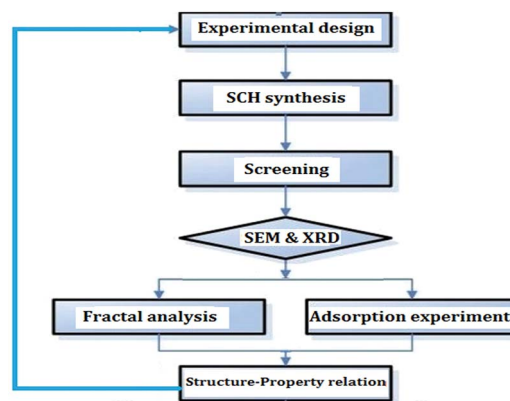 Experimental design
SCH synthesis
Screening
SEM & XRD
Fractal analysis
Adsorption experiment
Structure-Property relation